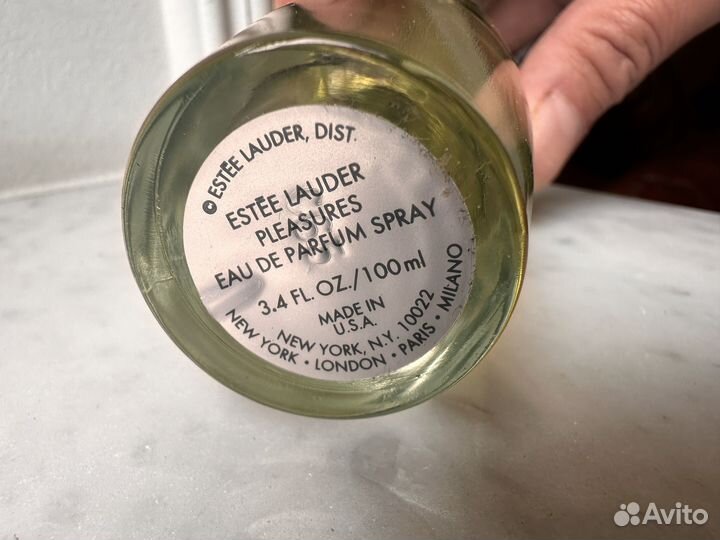 © ESTĒE LAUDER, DIST.
ESTĒE LAUDER
PLEASURES
EAU DE PARFUM SPRAY
3.4 FL. OZ./100ml
MADE IN
U.S.A.
NEW YORK, N.Y. 10022
NEW YORK • LONDON • PARIS • MILANO
Avito